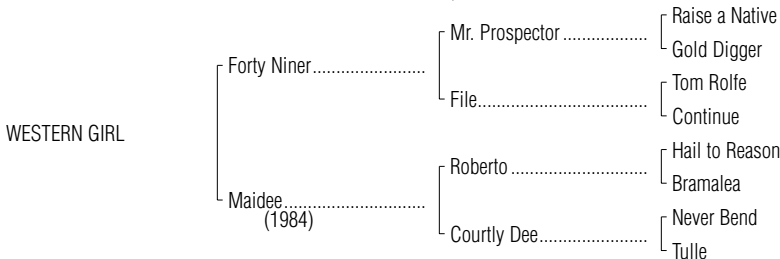 Raise a Native
Mr. Prospector ..................
Gold Digger
Forty Niner........................
Tom Rolfe
File.....................................
Continue
WESTERN GIRL
Hail to Reason
Roberto .............................
Bramalea
Maidee..............................
(1984)
Never Bend
Courtly Dee.......................
Tulle